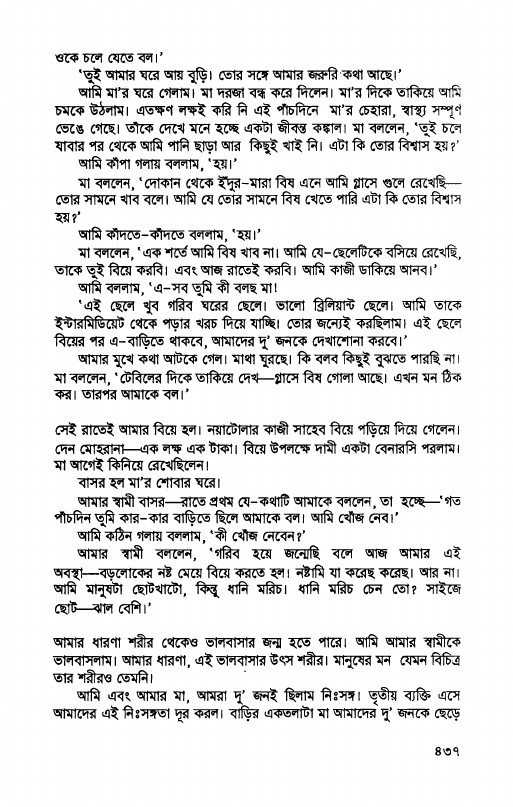 ওকে চলে যেতে বল।’
‘তুই আমার ঘরে আয় বুড়ি। তোর সঙ্গে আমার জরুরি কথা আছে।’
আমি মা’র ঘরে গেলাম। মা দরজা বন্ধ করে দিলেন। মা’র দিকে তাকিয়ে আমি
চমকে উঠলাম। এতক্ষণ লক্ষই করি নি এই পাঁচদিনে মা’র চেহারা, স্বাস্থ্য সম্পূর্ণ
ভেঙে গেছে। তাঁকে দেখে মনে হচ্ছে একটা জীবন্ত কঙ্কাল। মা বললেন, ‘তুই চলে
যাবার পর থেকে আমি পানি ছাড়া আর কিছুই খাই নি। এটা কি তোর বিশ্বাস হয়?’
আমি কাঁপা গলায় বললাম, ‘হয়।’
মা বললেন, ‘দোকান থেকে ইঁদুর-মারা বিষ এনে আমি গ্লাসে গুলে রেখেছি—
তোর সামনে খাব বলে। আমি যে তোর সামনে বিষ খেতে পারি এটা কি তোর বিশ্বাস
হয়?’
আমি কাঁদতে-কাঁদতে বললাম, ‘হয়।’
মা বললেন, ‘এক শর্তে আমি বিষ খাব না। আমি যে-ছেলেটিকে বসিয়ে রেখেছি,
তাকে তুই বিয়ে করবি। এবং আজ রাতেই করবি। আমি কাজী ডাকিয়ে আনব।’
আমি বললাম, ‘এ-সব তুমি কী বলছ মা!
‘এই ছেলে খুব গরিব ঘরের ছেলে। ভালো ব্রিলিয়ান্ট ছেলে। আমি তাকে
ইন্টারমিডিয়েট থেকে পড়ার খরচ দিয়ে যাচ্ছি। তোর জন্যেই করছিলাম। এই ছেলে
বিয়ের পর এ-বাড়িতে থাকবে, আমাদের দু’ জনকে দেখাশোনা করবে।’
আমার মুখে কথা আটকে গেল। মাথা ঘুরছে। কি বলব কিছুই বুঝতে পারছি না।
মা বললেন, ‘টেবিলের দিকে তাকিয়ে দেখ—গ্লাসে বিষ গোলা আছে। এখন মন ঠিক
কর। তারপর আমাকে বল।’
সেই রাতেই আমার বিয়ে হল। নয়াটোলার কাজী সাহেব বিয়ে পড়িয়ে দিয়ে গেলেন।
দেন মোহরানা—এক লক্ষ এক টাকা। বিয়ে উপলক্ষে দামী একটা বেনারসি পরলাম।
মা আগেই কিনিয়ে রেখেছিলেন।
বাসর হল মা’র শোবার ঘরে।
আমার স্বামী বাসর—রাতে প্রথম যে-কথাটি আমাকে বললেন, তা হচ্ছে—‘গত
পাঁচদিন তুমি কার-কার বাড়িতে ছিলে আমাকে বল। আমি খোঁজ নেব।’
আমি কঠিন গলায় বললাম, ‘কী খোঁজ নেবেন?’
আমার স্বামী বললেন, ‘গরিব হয়ে জন্মেছি বলে আজ আমার এই
অবস্থা—বড়লোকের নষ্ট মেয়ে বিয়ে করতে হল। নষ্টামি যা করেছ করেছ। আর না।
আমি মানুষটা ছোটখাটো, কিন্তু ধানি মরিচ। ধানি মরিচ চেন তো? সাইজে
ছোট—ঝাল বেশি।’
আমার ধারণা শরীর থেকেও ভালবাসার জন্ম হতে পারে। আমি আমার স্বামীকে
ভালবাসলাম। আমার ধারণা, এই ভালবাসার উৎস শরীর। মানুষের মন যেমন বিচিত্র
তার শরীরও তেমনি।
আমি এবং আমার মা, আমরা দু’ জনই ছিলাম নিঃসঙ্গ। তৃতীয় ব্যক্তি এসে
আমাদের এই নিঃসঙ্গতা দূর করল। বাড়ির একতলাটা মা আমাদের দু’ জনকে ছেড়ে
৪৩৭